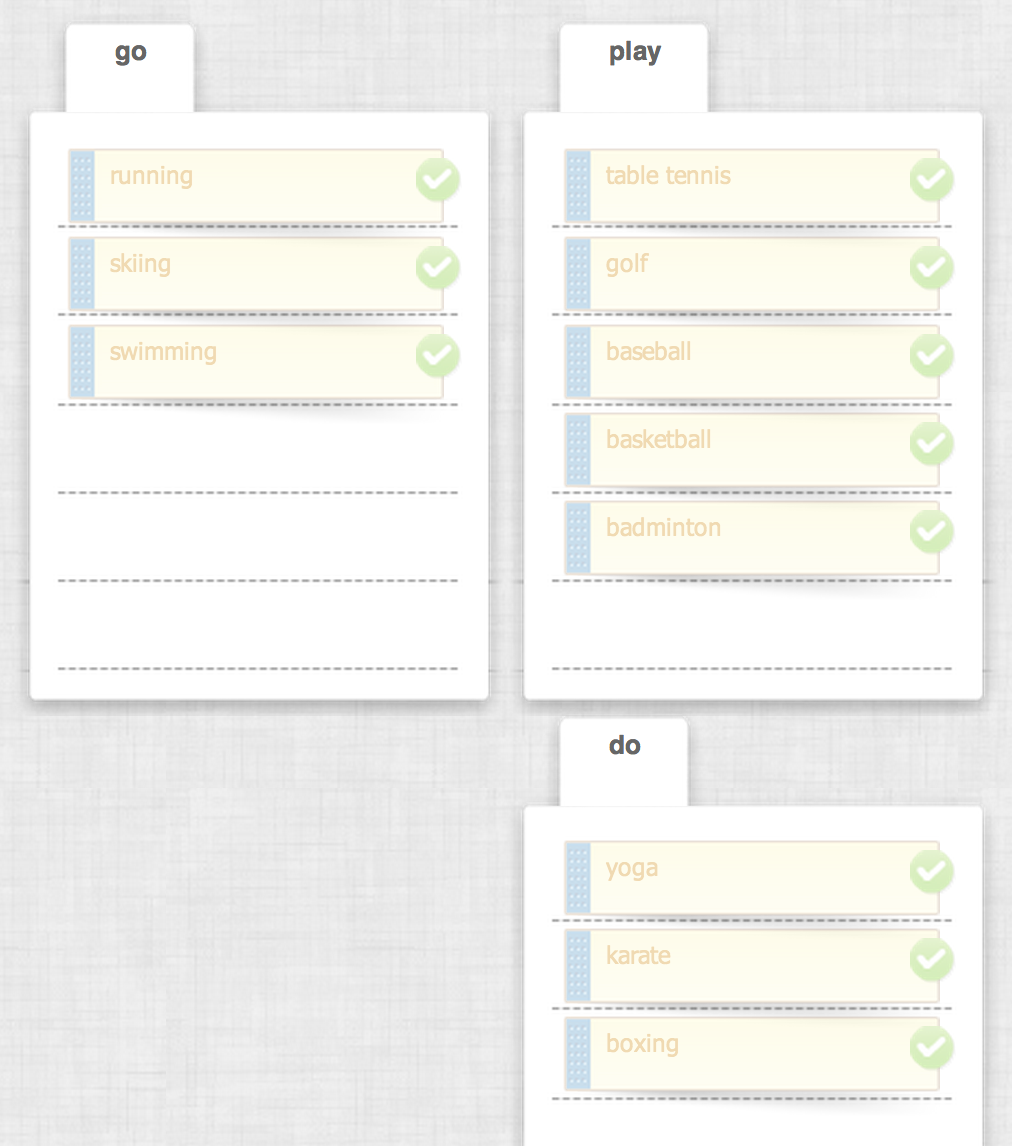 go
running
skiing
swimming
play
table tennis
golf
baseball
basketball
badminton
do
yoga
karate
boxing